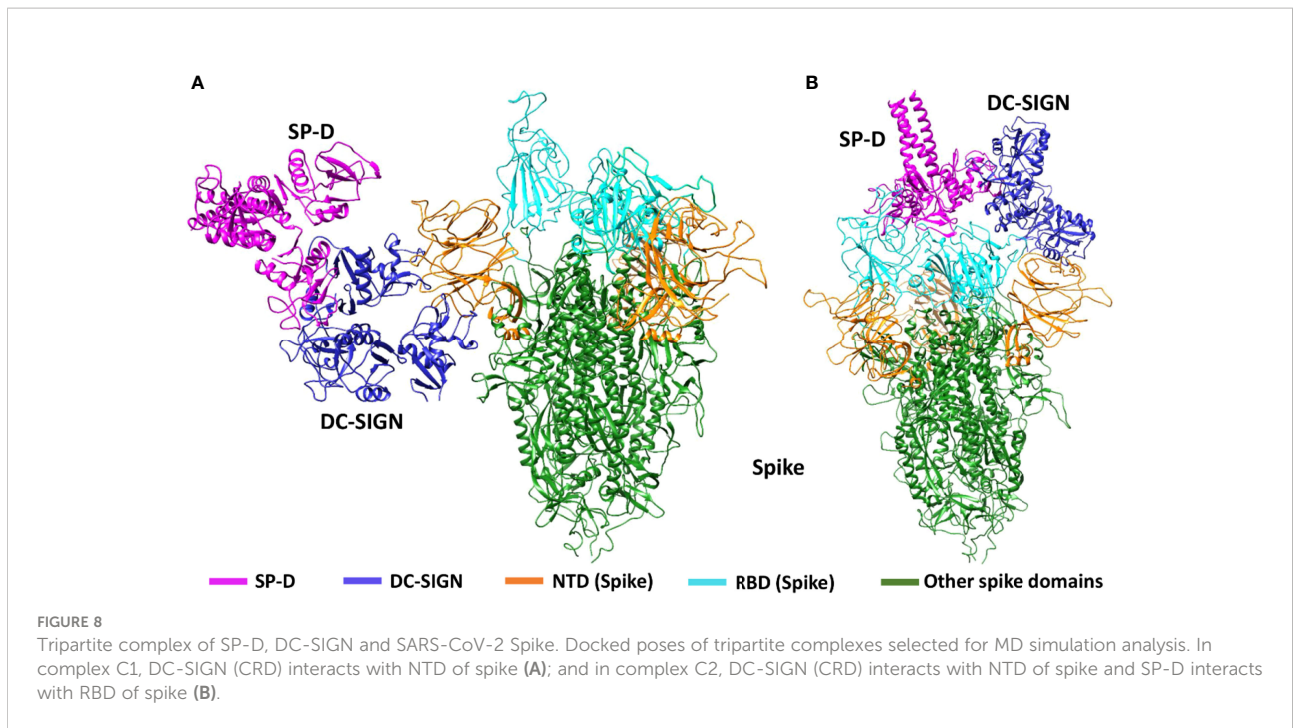 A
B
SP-D
DC-SIGN
SP-D
DC-SIGN
Spike
SP-D DC-SIGN NTD (Spike) RBD (Spike) Other spike domains
FIGURE 8
Tripartite complex of SP-D, DC-SIGN and SARS-CoV-2 Spike. Docked poses of tripartite complexes selected for MD simulation analysis. In
complex C1, DC-SIGN (CRD) interacts with NTD of spike (A); and in complex C2, DC-SIGN (CRD) interacts with NTD of spike and SP-D interacts
with RBD of spike (B).